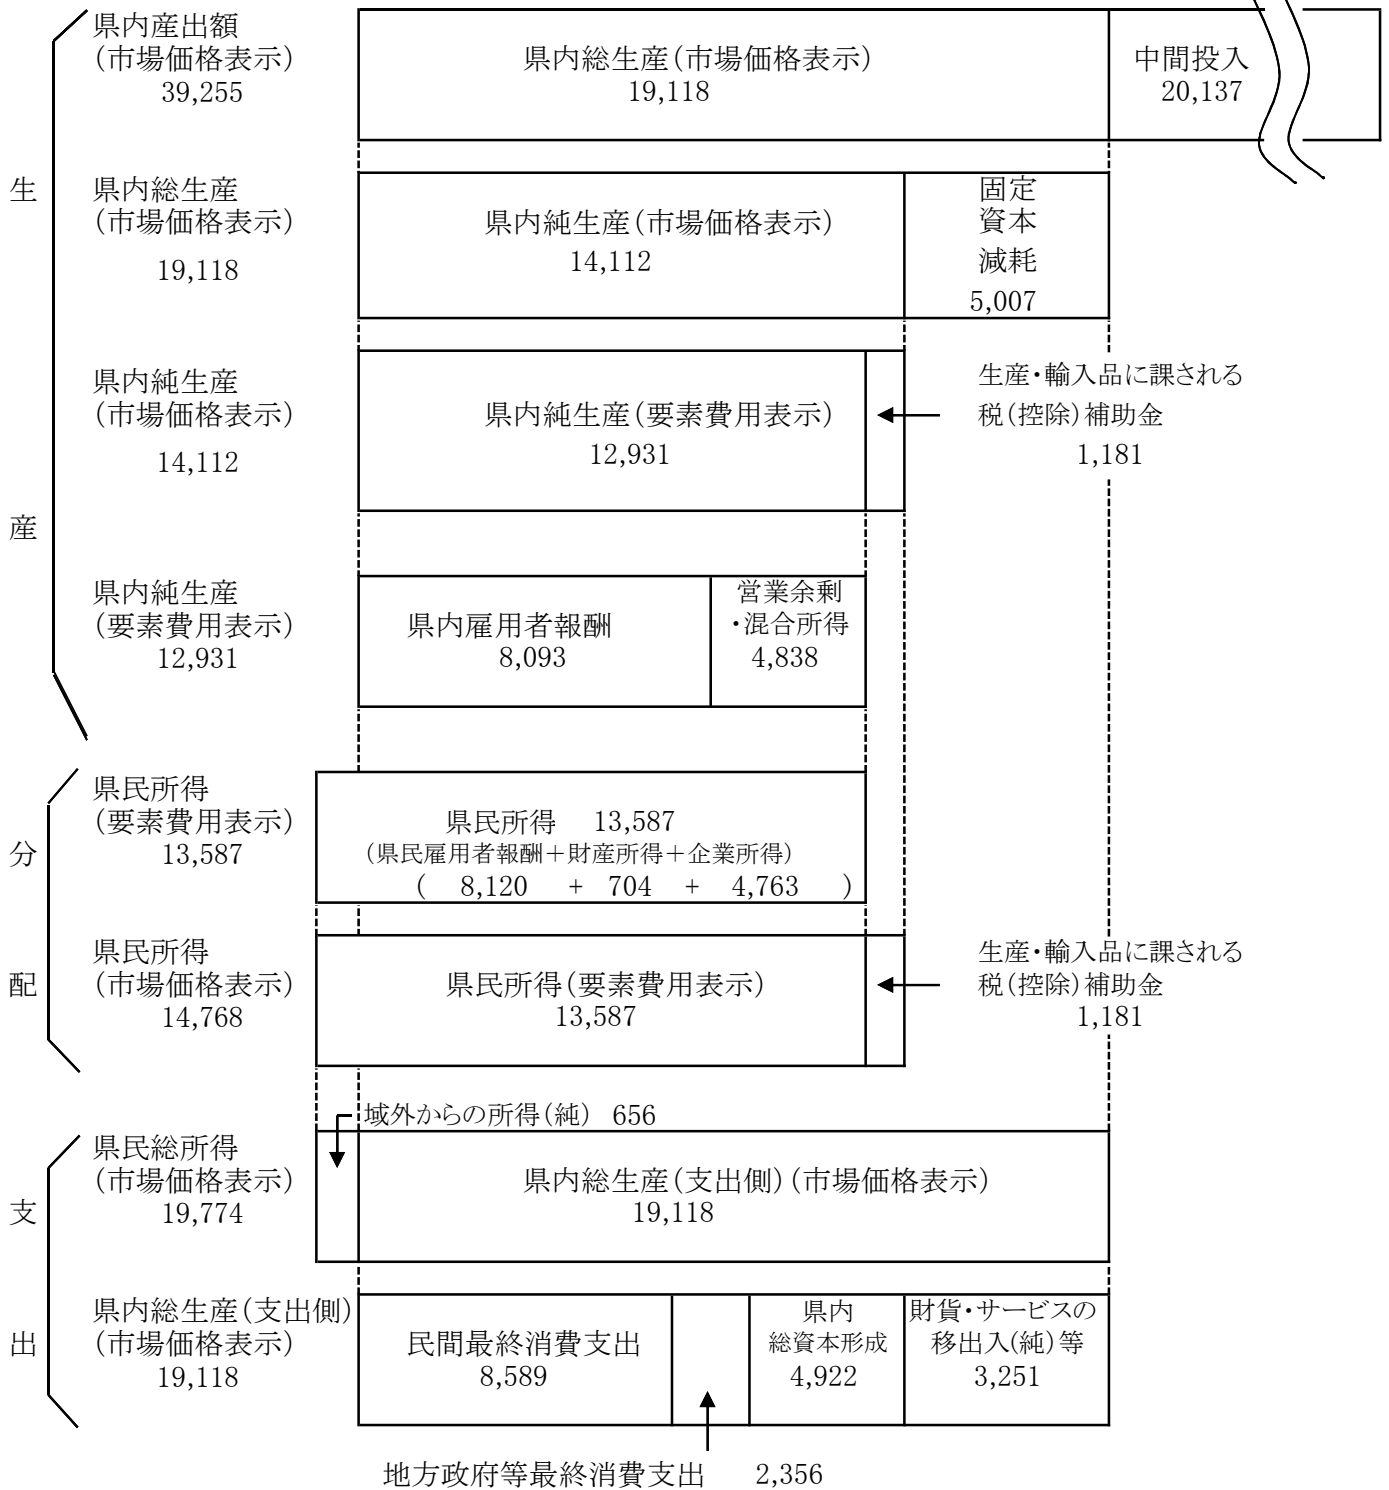 生
産
県内産出額
(市場価格表示)
39,255
県内総生産(市場価格表示)
19,118
中間投入
20,137
県内総生産
(市場価格表示)
19,118
県内純生産(市場価格表示)
14,112
固定
資本
減耗
5,007
県内純生産
(市場価格表示)
14,112
県内純生産(要素費用表示)
12,931
生産・輸入品に課される
税(控除)補助金
1,181
県内純生産
(要素費用表示)
12,931
県内雇用者報酬
8,093
営業余剰
・混合所得
4,838
分
配
県民所得
(要素費用表示)
13,587
県民所得 13,587
(県民雇用者報酬+財産所得+企業所得)
( 8,120 + 704 + 4,763 )
県民所得
(市場価格表示)
14,768
県民所得(要素費用表示)
13,587
生産・輸入品に課される
税(控除)補助金
1,181
支
出
域外からの所得(純) 656
県民総所得
(市場価格表示)
19,774
県内総生産(支出側)(市場価格表示)
19,118
県内総生産(支出側)
(市場価格表示)
19,118
民間最終消費支出
8,589
県内
総資本形成
4,922
財貨・サービスの
移出入(純)等
3,251
地方政府等最終消費支出 2,356